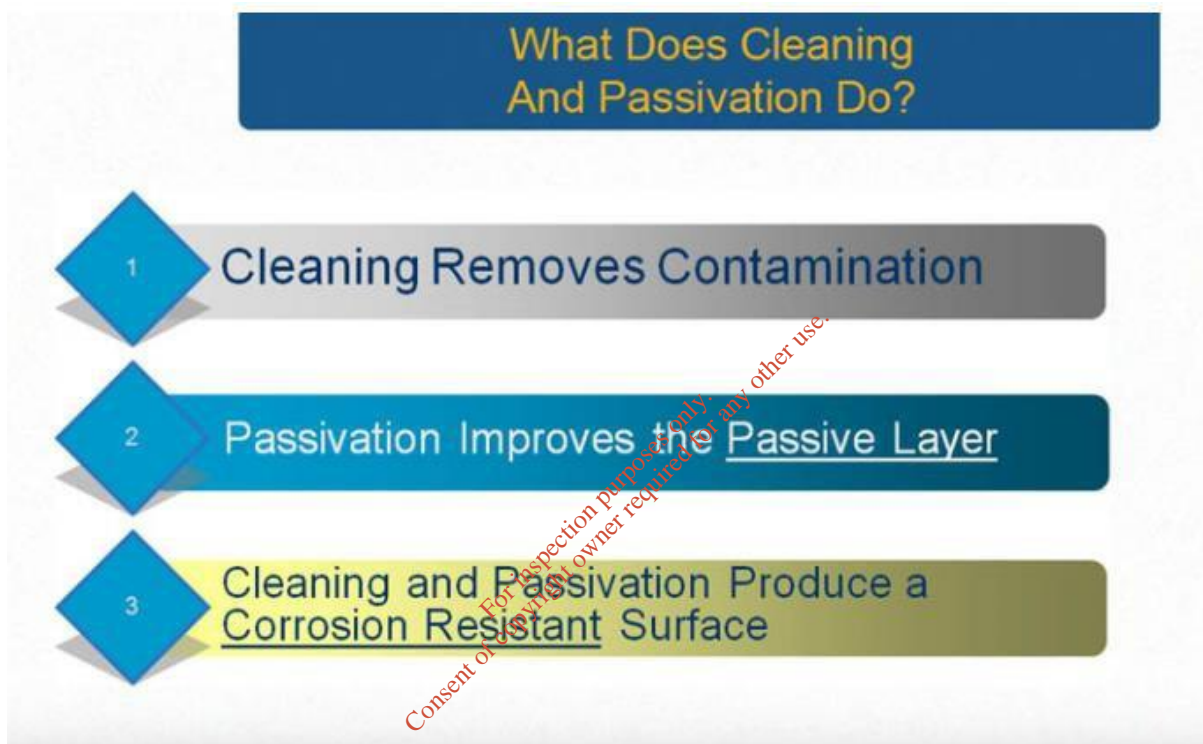 What Does Cleaning
And Passivation Do?
1
Cleaning Removes Contamination
2
Passivation Improves the Passive Layer
3
Cleaning and Passivation Produce a
Corrosion Resistant Surface
For inspection purposes only.
Consent of copyright owner required for any other use.